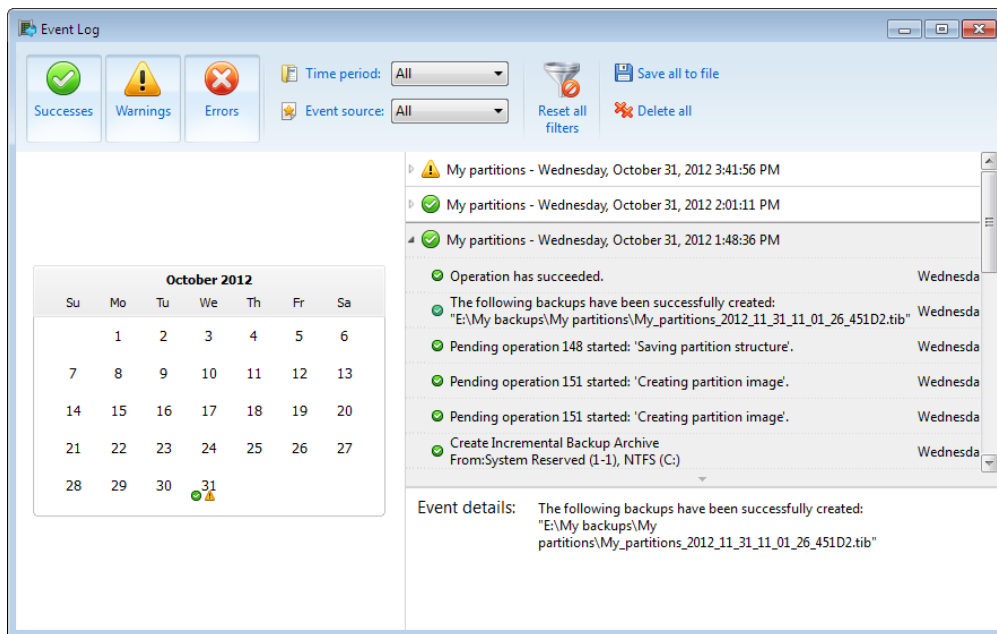 Event Log
Successes
Warnings
Errors
Time period: All
Event source: All
Reset all
filters
Save all to file
Delete all
October 2012
Su Mo Tu We Th Fr Sa
1 2 3 4 5 6
7 8 9 10 11 12 13
14 15 16 17 18 19 20
21 22 23 24 25 26 27
28 29 30 31
My partitions - Wednesday, October 31, 2012 3:41:56 PM
My partitions - Wednesday, October 31, 2012 2:01:11 PM
My partitions - Wednesday, October 31, 2012 1:48:36 PM
Operation has succeeded. Wednesda
The following backups have been successfully created:
"E:\My backups\My partitions\My_partitions_2012_11_31_11_01_26_451D2.tib" Wednesda
Pending operation 148 started: 'Saving partition structure'. Wednesda
Pending operation 151 started: 'Creating partition image'. Wednesda
Pending operation 151 started: 'Creating partition image'. Wednesda
Create Incremental Backup Archive
From:System Reserved (1-1), NTFS (C:) Wednesda
Event details: The following backups have been successfully created:
"E:\My backups\My
partitions\My_partitions_2012_11_31_11_01_26_451D2.tib"